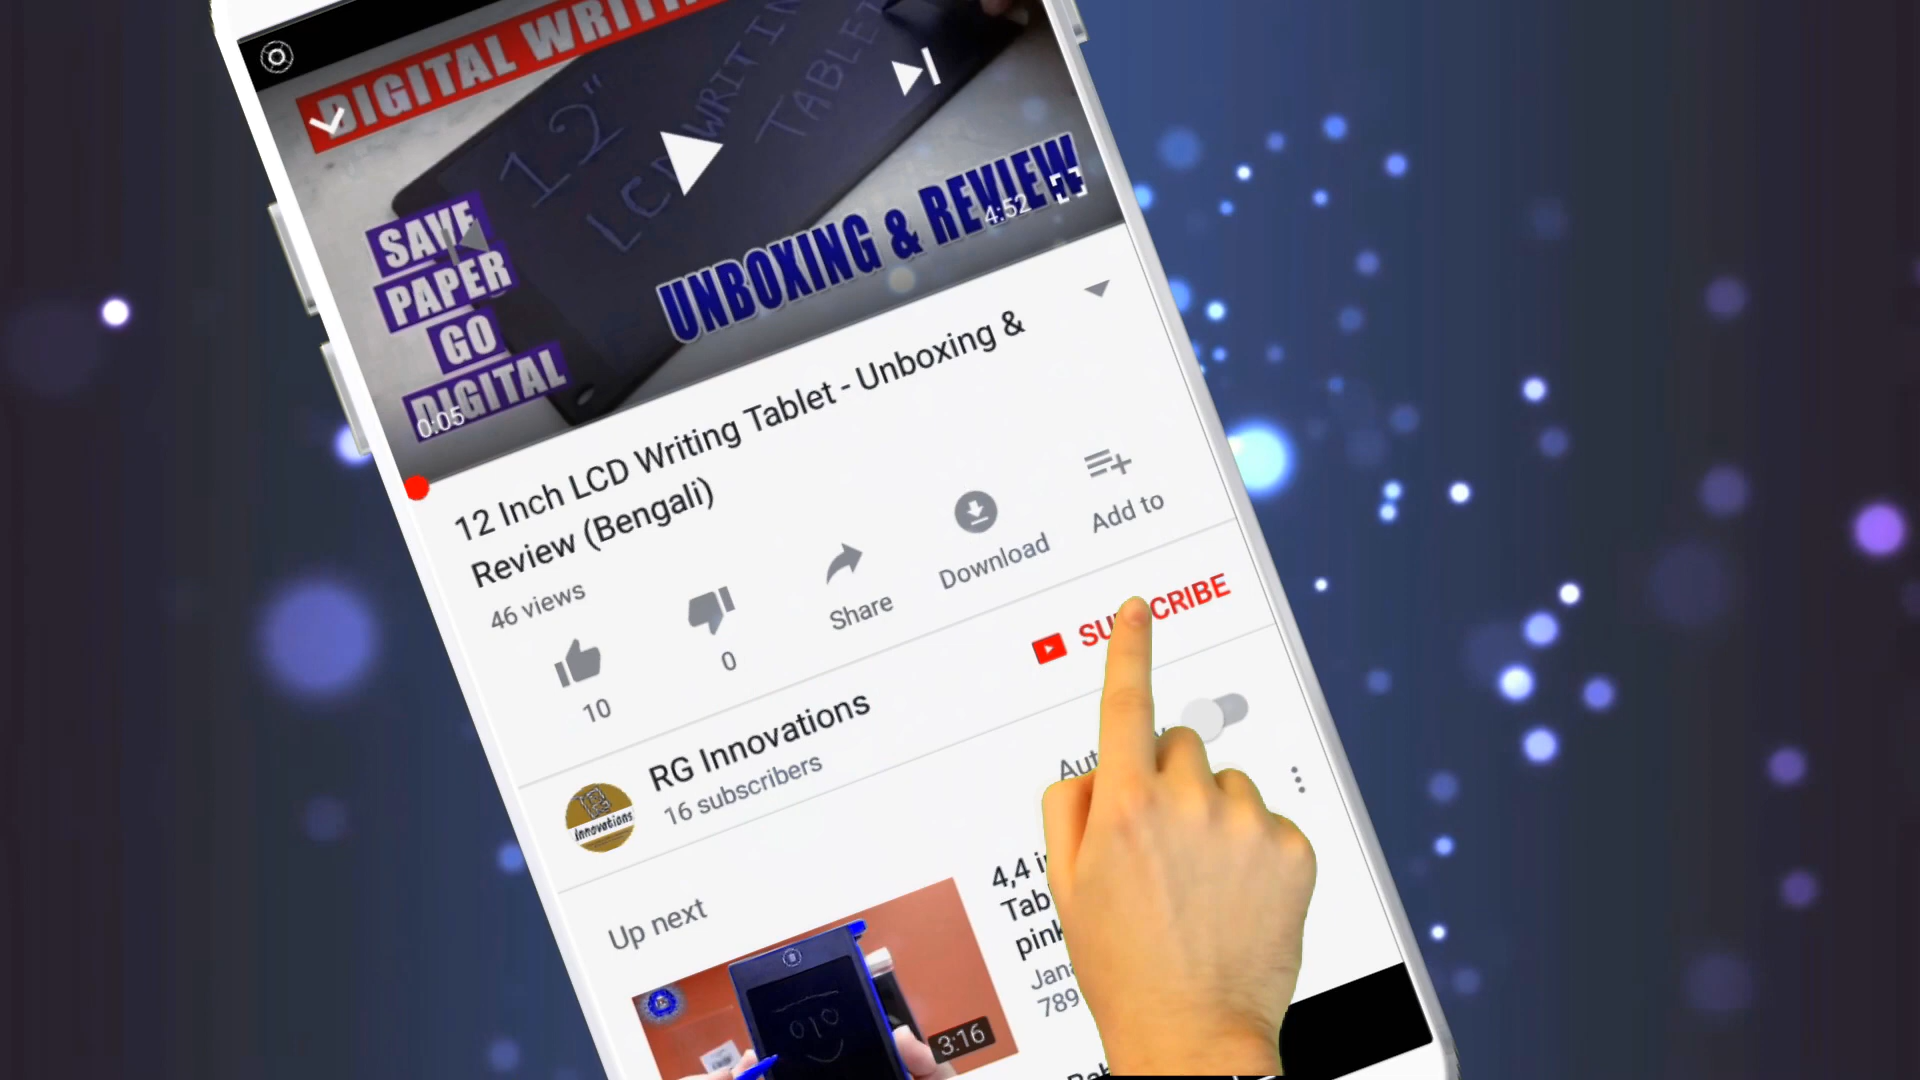 DIGITAL
12"
LCD WRITING
TABLET
SAVE
PAPER
GO
DIGITAL
UNBOXING & REVIEW
4:52
0:05
12 Inch LCD Writing Tablet - Unboxing &
Review (Bengali)
46 views
10
0
Share
Download
Add to
RG Innovations
16 subscribers
innovations
Up next
3:16
789